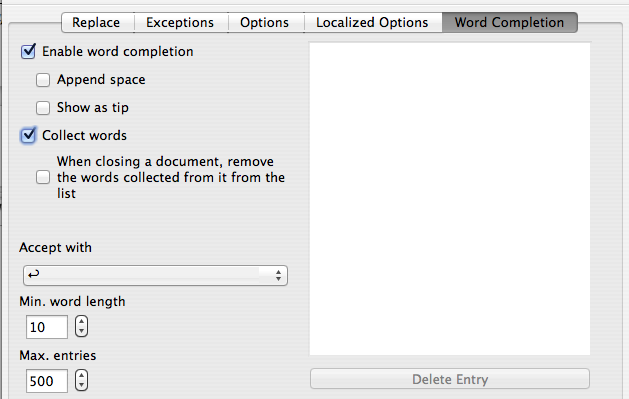 Replace Exceptions Options Localized Options Word Completion
Enable word completion
Append space
Show as tip
Collect words
When closing a document, remove
the words collected from it from the
list
Accept with
↩
Min. word length
10
Max. entries
500
Delete Entry